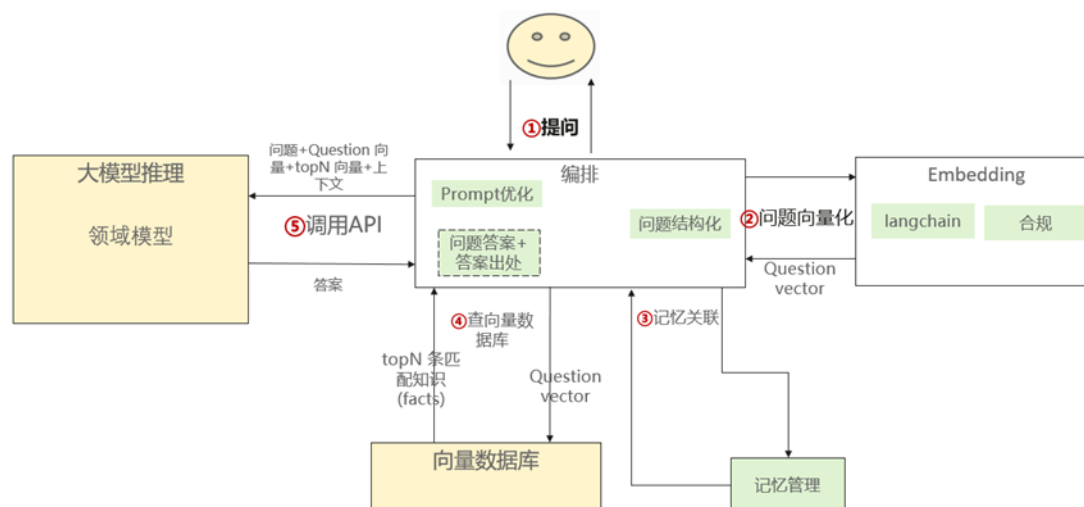 ①提问
问题+Question 向
量+topN 向量+上
下文
大模型推理
领域模型
⑤调用API
答案
编排
Prompt优化
问题结构化
问题答案+
答案出处
②问题向量化
Question
vector
Embedding
langchain
合规
④查向量数
据库
③记忆关联
topN 条匹
配知识
(facts)
Question
vector
向量数据库
记忆管理